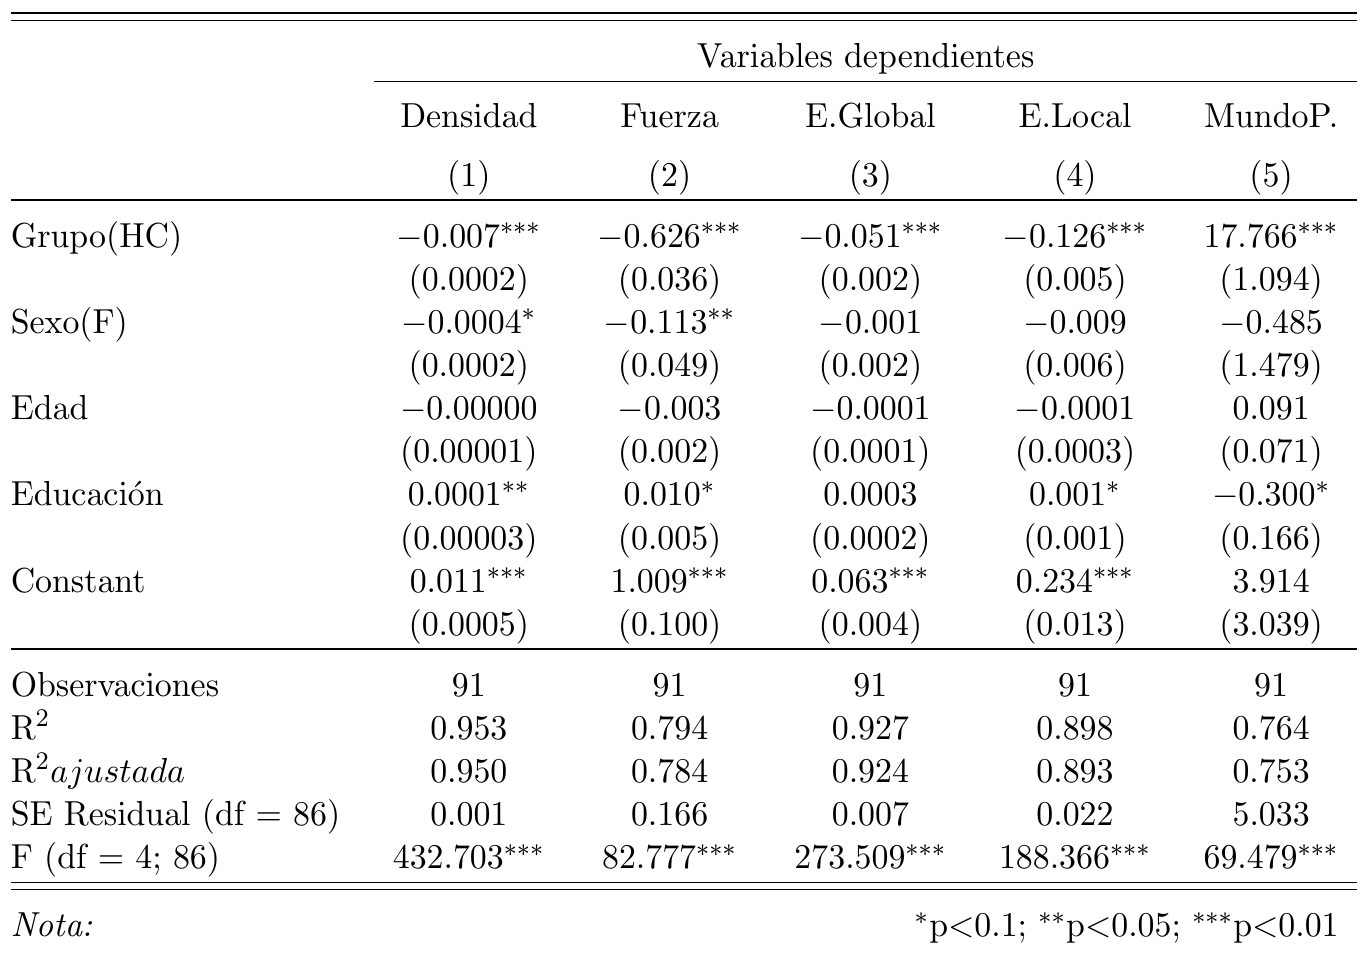 Variables dependientes
Densidad Fuerza E.Global E.Local MundoP.
(1) (2) (3) (4) (5)
Grupo(HC) −0.007*** −0.626*** −0.051*** −0.126*** 17.766***
(0.0002) (0.036) (0.002) (0.005) (1.094)
Sexo(F) −0.0004* −0.113** −0.001 −0.009 −0.485
(0.0002) (0.049) (0.002) (0.006) (1.479)
Edad −0.00000 −0.003 −0.0001 −0.0001 0.091
(0.00001) (0.002) (0.0001) (0.0003) (0.071)
Educación 0.0001** 0.010* 0.0003 0.001* −0.300*
(0.00003) (0.005) (0.0002) (0.001) (0.166)
Constant 0.011*** 1.009*** 0.063*** 0.234*** 3.914
(0.0005) (0.100) (0.004) (0.013) (3.039)
Observaciones 91 91 91 91 91
R² 0.953 0.794 0.927 0.898 0.764
R²ajustada 0.950 0.784 0.924 0.893 0.753
SE Residual (df = 86) 0.001 0.166 0.007 0.022 5.033
F (df = 4; 86) 432.703*** 82.777*** 273.509*** 188.366*** 69.479***
Nota: *p<0.1; **p<0.05; ***p<0.01